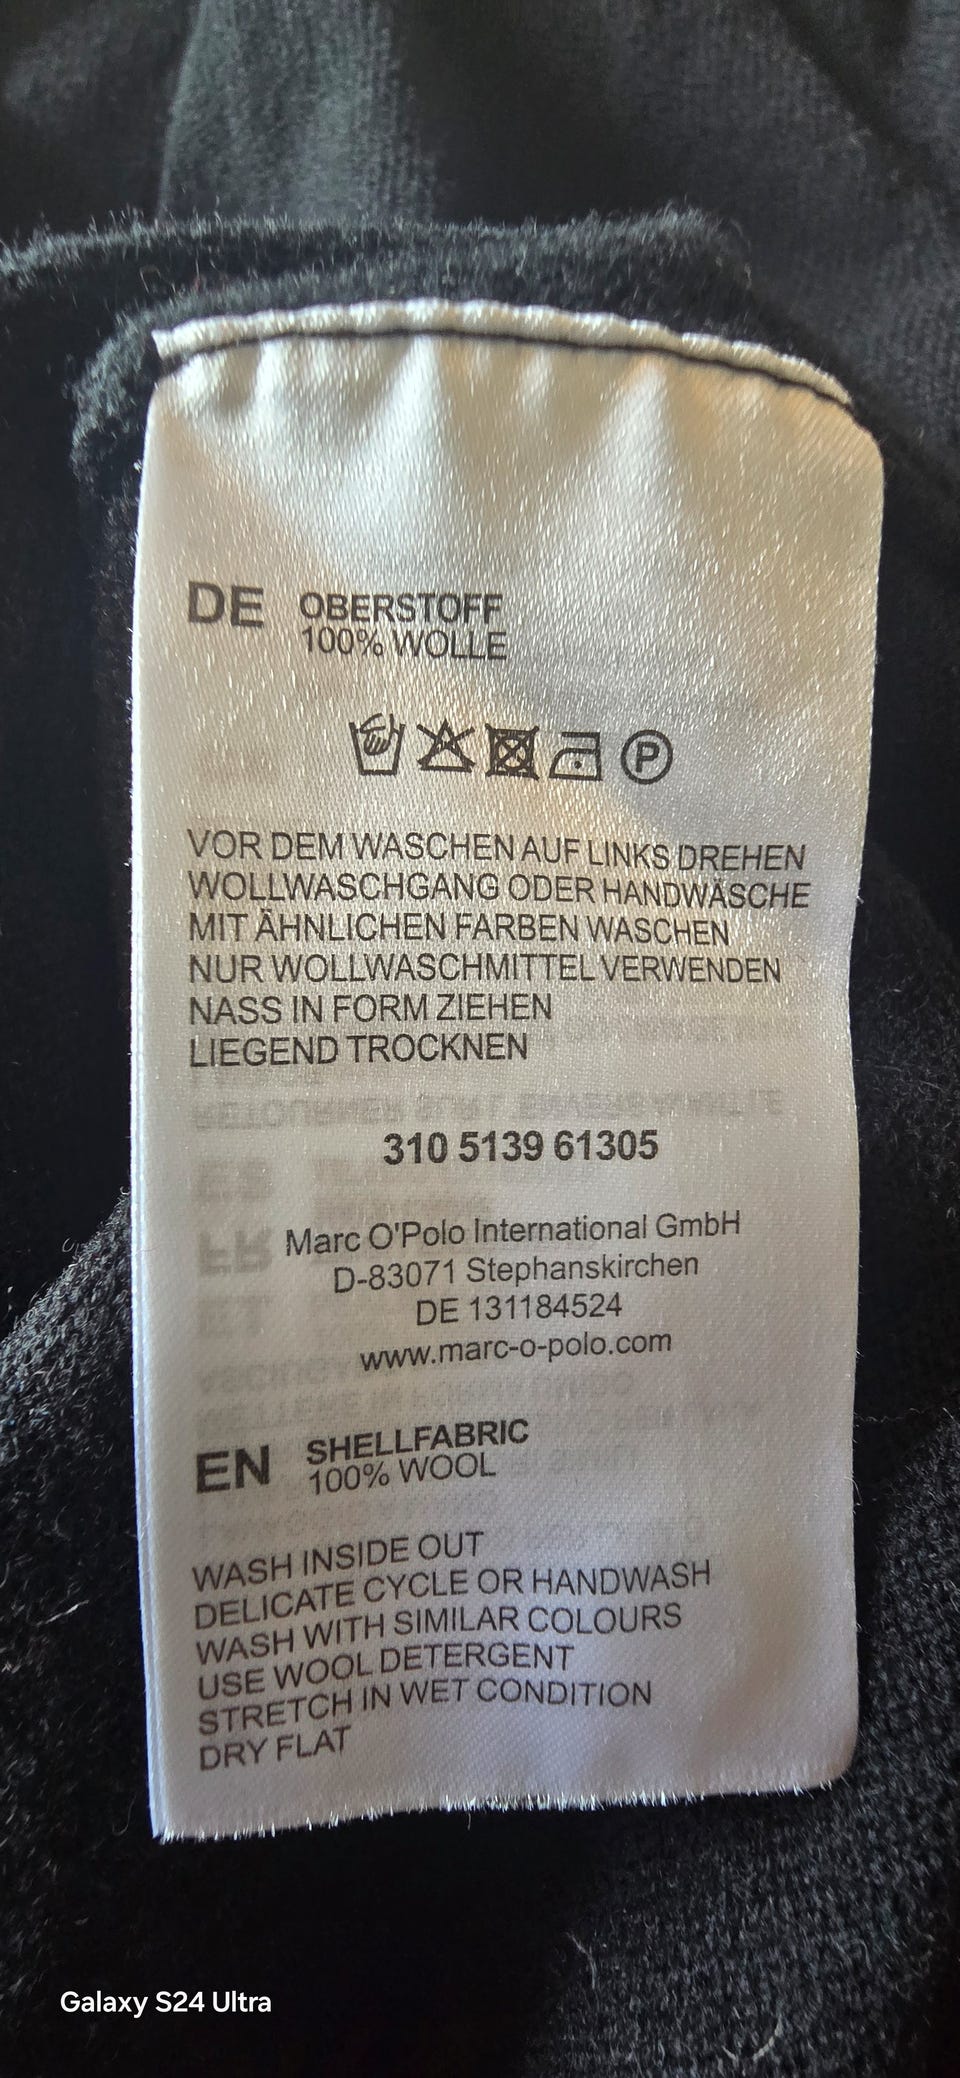 DE OBERSTOFF
100% WOLLE
P
VOR DEM WASCHEN AUF LINKS DREHEN
WOLLWASCHGANG ODER HANDWÄSCHE
MIT ÄHNLICHEN FARBEN WASCHEN
NUR WOLLWASCHMITTEL VERWENDEN
NASS IN FORM ZIEHEN
LIEGEND TROCKNEN
310 5139 61305
Marc O'Polo International GmbH
D-83071 Stephanskirchen
DE 131184524
www.marc-o-polo.com
EN SHELLFABRIC
100% WOOL
WASH INSIDE OUT
DELICATE CYCLE OR HANDWASH
WASH WITH SIMILAR COLOURS
USE WOOL DETERGENT
STRETCH IN WET CONDITION
DRY FLAT
Galaxy S24 Ultra